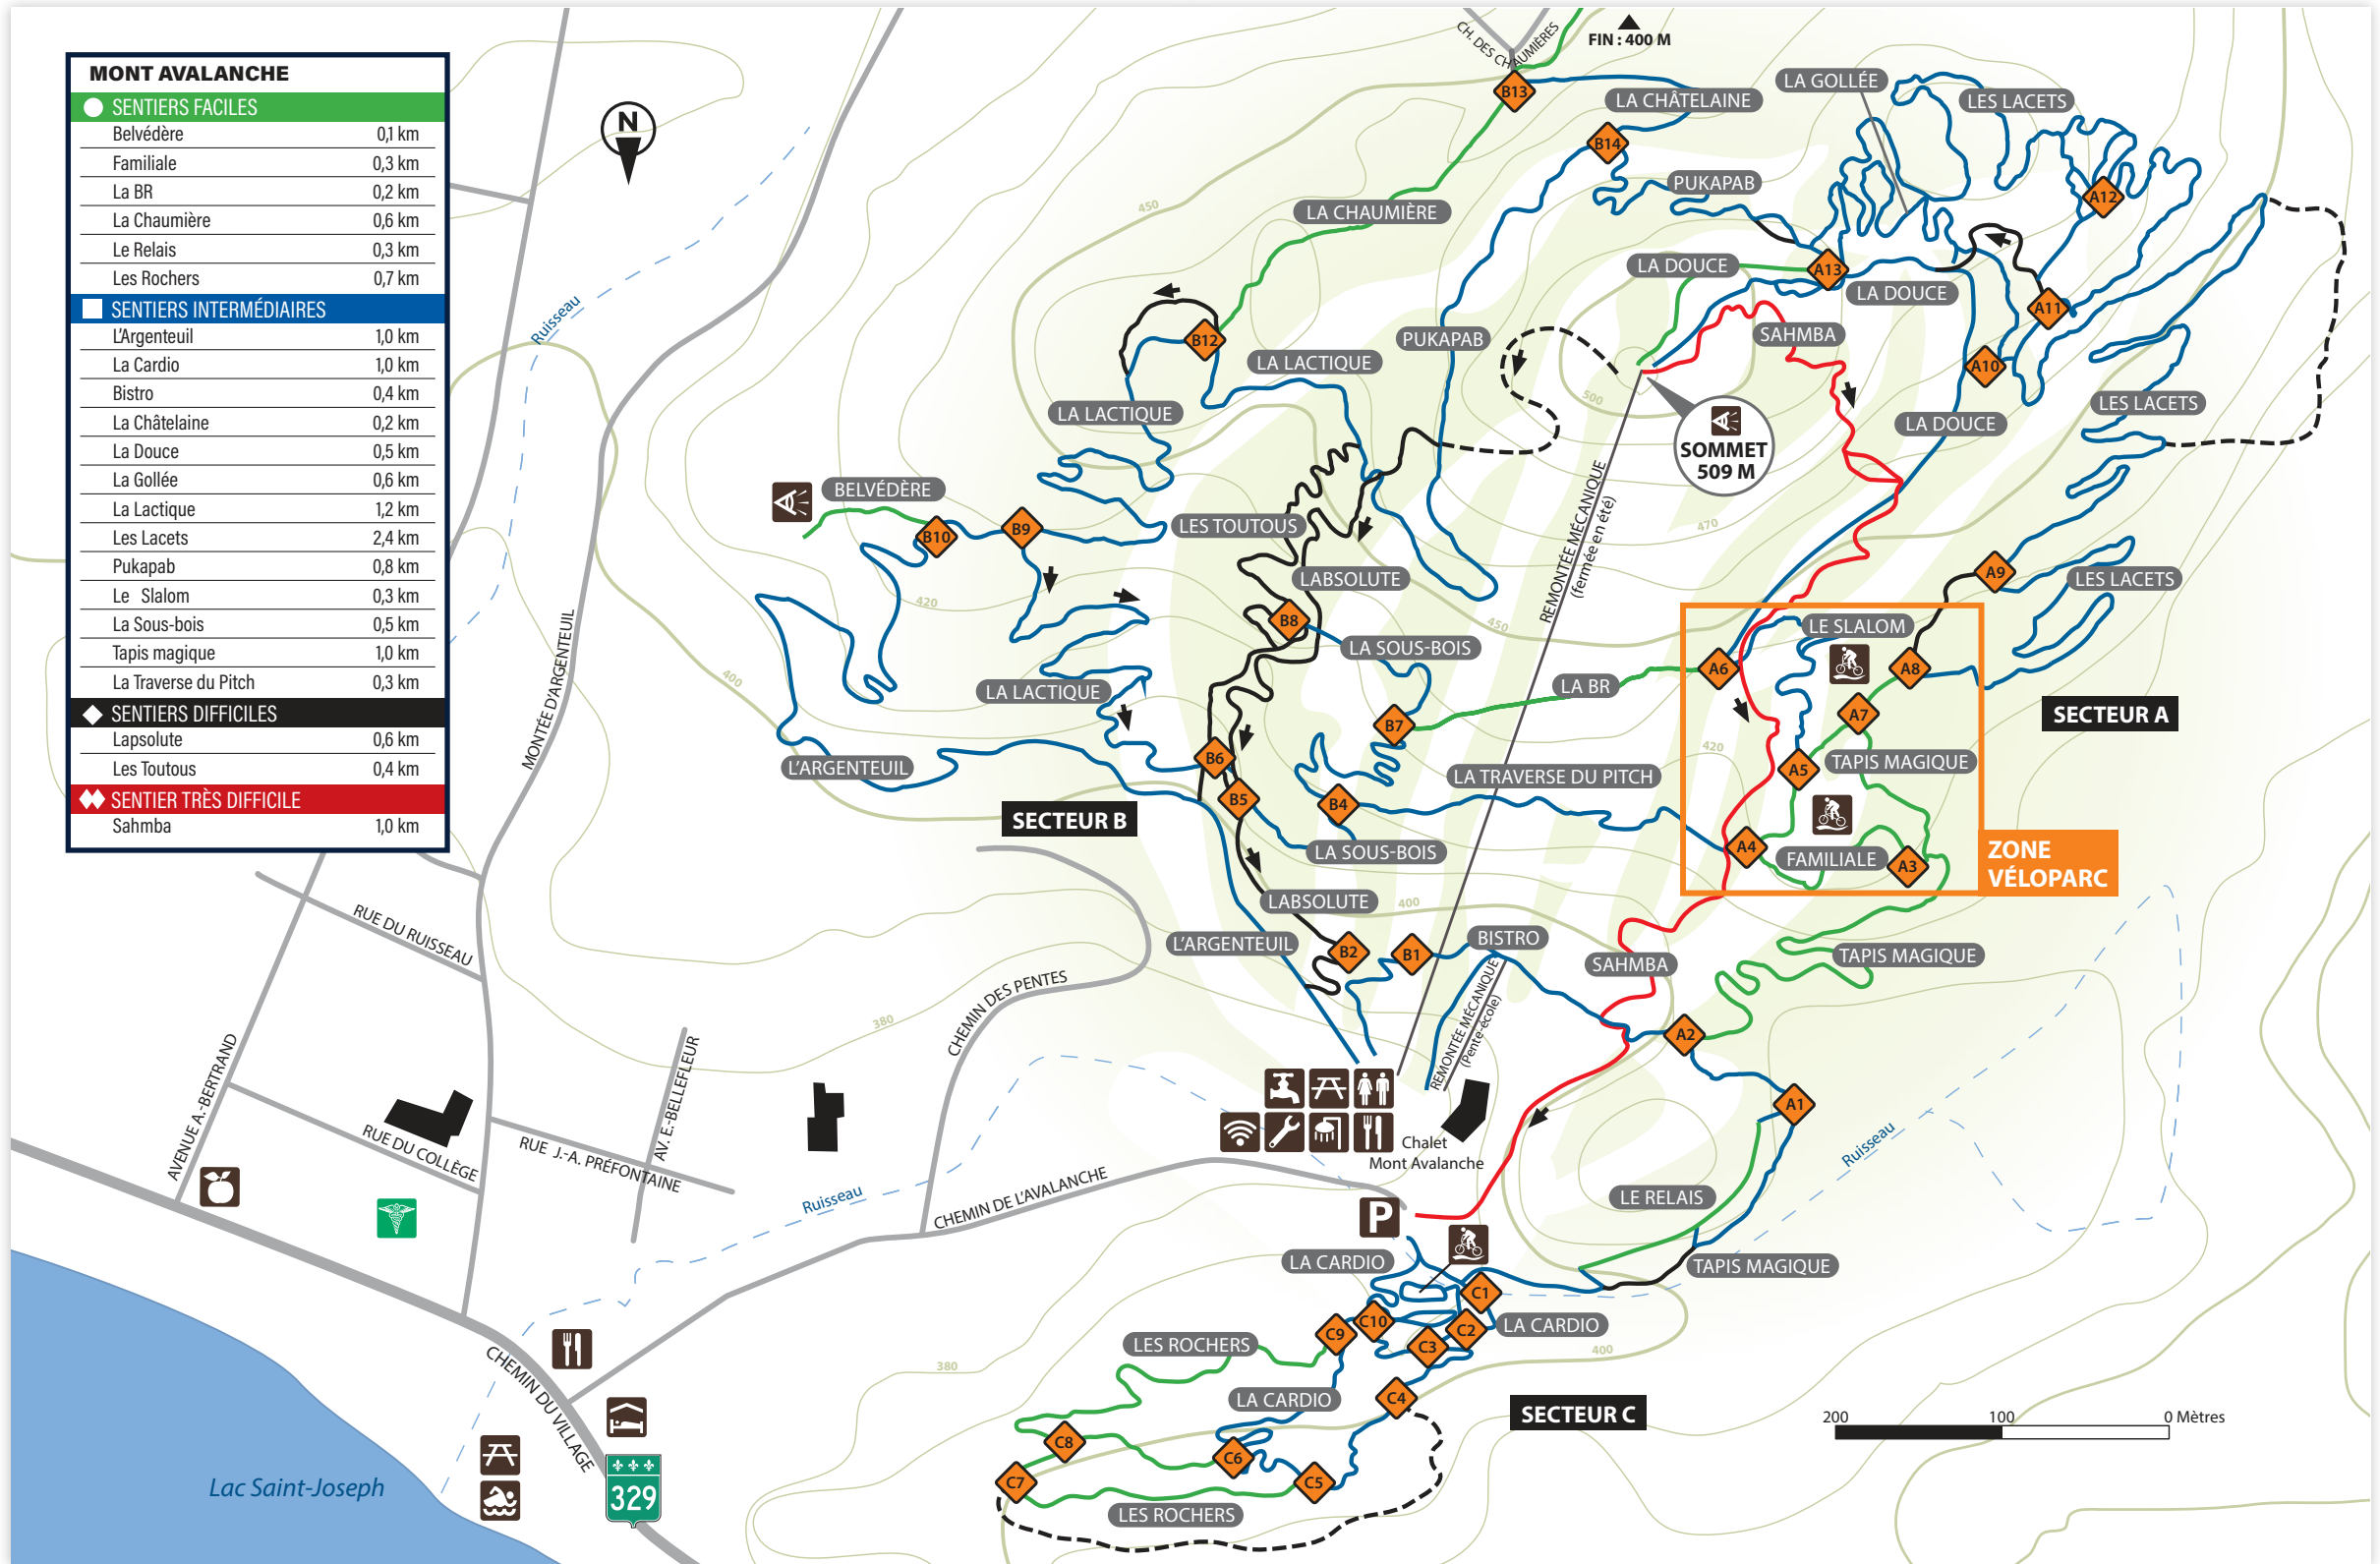 MONT AVALANCHE
SENTIERS FACILES
Belvédère 0,1 km
Familiale 0,3 km
La BR 0,2 km
La Chaumière 0,6 km
Le Relais 0,3 km
Les Rochers 0,7 km
SENTIERS INTERMÉDIAIRES
L'Argenteuil 1,0 km
La Cardio 1,0 km
Bistro 0,4 km
La Châtelaine 0,2 km
La Douce 0,5 km
La Gollée 0,6 km
La Lactique 1,2 km
Les Lacets 2,4 km
Pukapab 0,8 km
Le Slalom 0,3 km
La Sous-bois 0,5 km
Tapis magique 1,0 km
La Traverse du Pitch 0,3 km
SENTIERS DIFFICILES
Lapsolute 0,6 km
Les Toutous 0,4 km
SENTIER TRÈS DIFFICILE
Sahmba 1,0 km
N
CH. DES CHAUMIÈRES
FIN : 400 M
B13
LA CHÂTELAINE
LA GOLLÉE
LES LACETS
B14
PUKAPAB
A12
450
LA CHAUMIÈRE
LA DOUCE
A13
LA DOUCE
A11
Ruisseau
B12
LA LACTIQUE
PUKAPAB
SAHMBA
A10
500
LA LACTIQUE
SOMMET
509 M
LA DOUCE
LES LACETS
BELVÉDÈRE
B10
B9
LES TOUTOUS
REMONTÉE MÉCANIQUE
(fermée en été)
470
LABSOLUTE
A9
LES LACETS
420
B8
450
LE SLALOM
LA SOUS-BOIS
A6
A8
400
LA LACTIQUE
LA BR
MONTÉE D'ARGENTEUIL
B7
A7
SECTEUR A
420
L'ARGENTEUIL
B6
LA TRAVERSE DU PITCH
A5
TAPIS MAGIQUE
SECTEUR B
B5
B4
LA SOUS-BOIS
A4
FAMILIALE
A3
ZONE
VÉLOPARC
LABSOLUTE
400
RUE DU RUISSEAU
L'ARGENTEUIL
B2
B1
BISTRO
SAHMBA
TAPIS MAGIQUE
CHEMIN DES PENTES
380
REMONTÉE MÉCANIQUE
(Pente-école)
A2
AVENUE A.-BERTRAND
AV. E.-BELLEFLEUR
A1
RUE DU COLLÈGE
RUE J.-A. PRÉFONTAINE
Chalet
Mont Avalanche
Ruisseau
Ruisseau
CHEMIN DE L'AVALANCHE
P
LE RELAIS
LA CARDIO
TAPIS MAGIQUE
C1
C10
C9
C2
LA CARDIO
C3
LES ROCHERS
380
400
CHEMIN DU VILLAGE
LA CARDIO
C4
SECTEUR C
200 100 0 Mètres
C8
C6
C7
C5
Lac Saint-Joseph
329
LES ROCHERS